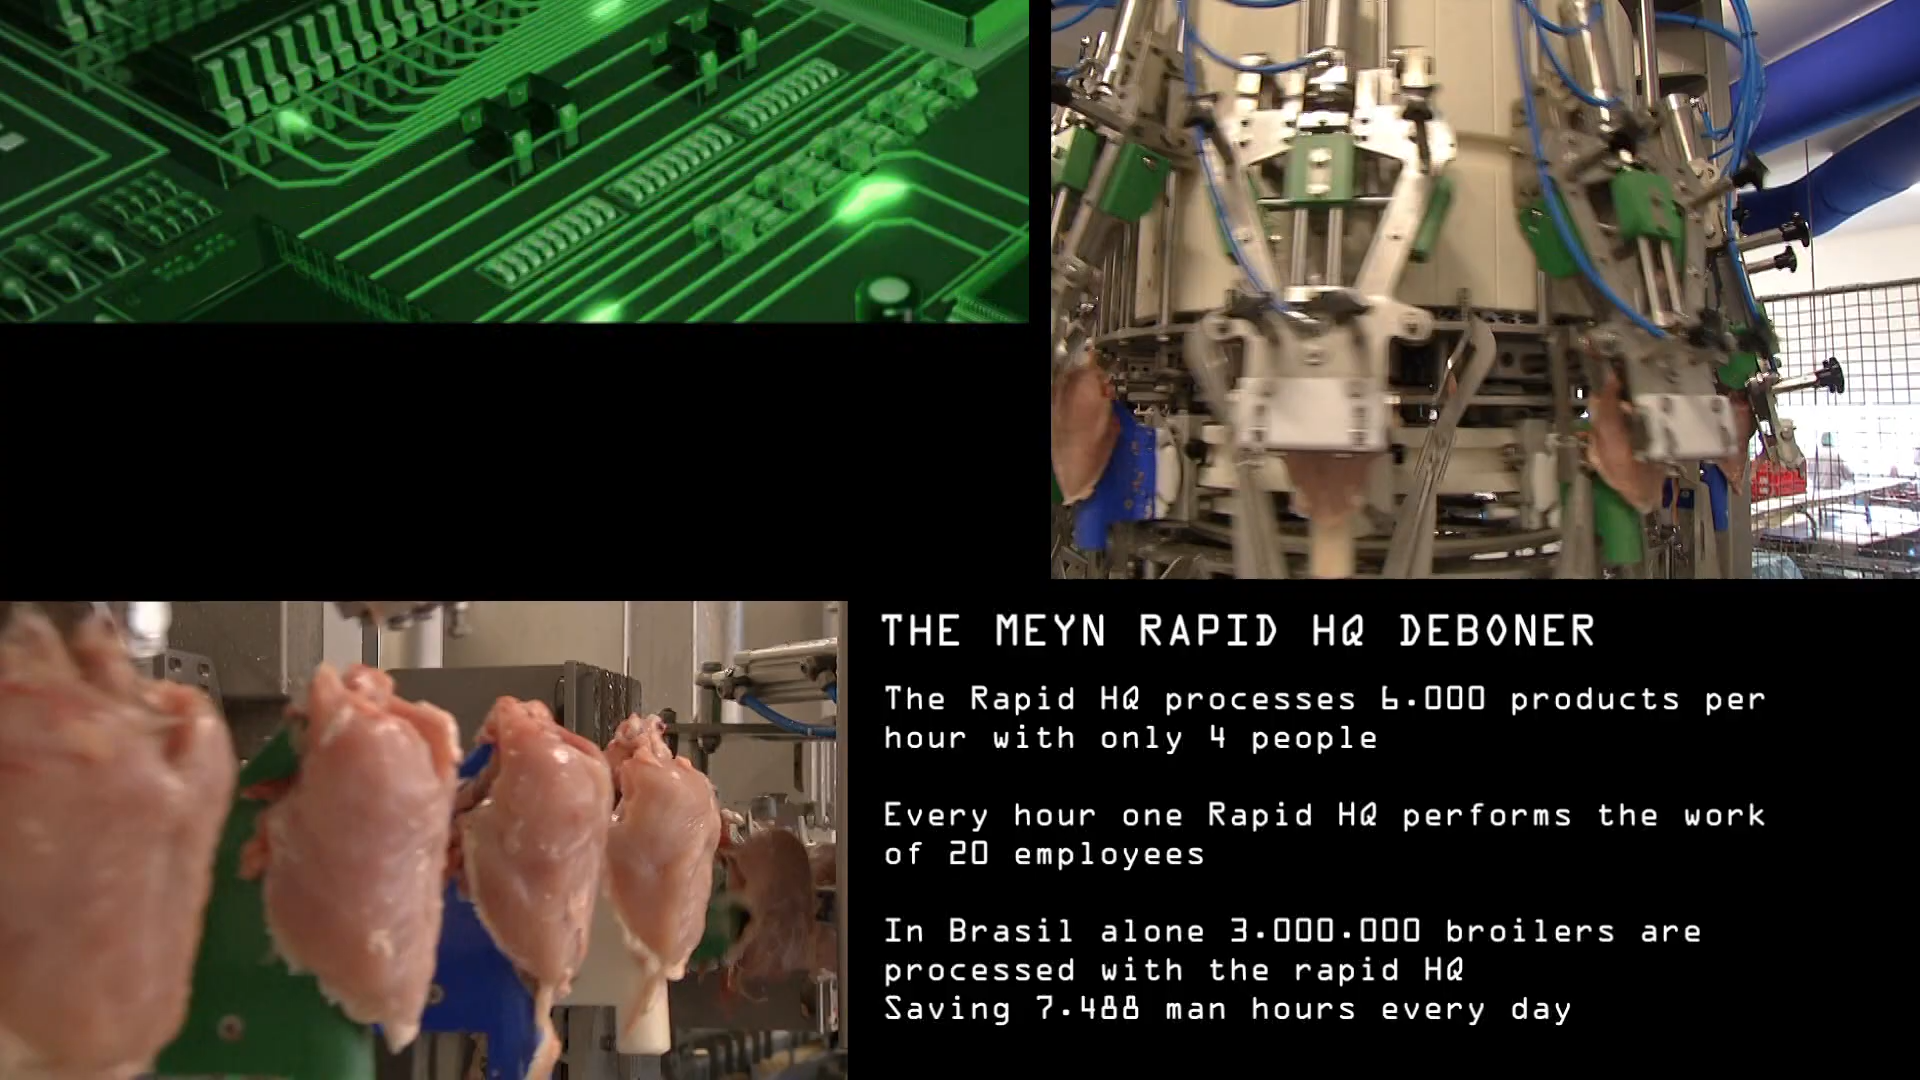 THE MEYN RAPID HQ DEBONER
The Rapid HQ processes 6.000 products per
hour with only 4 people
Every hour one Rapid HQ performs the work
of 20 employees
In Brasil alone 3.000.000 broilers are
processed with the rapid HQ
Saving 7.488 man hours every day